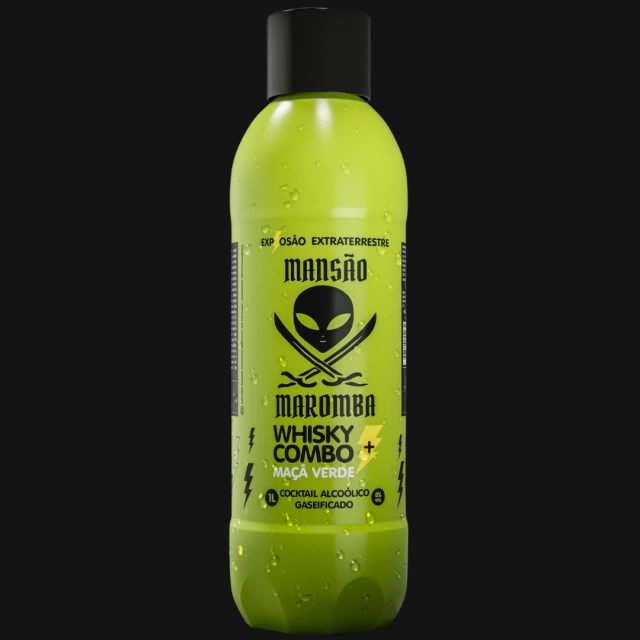 EXPLOSÃO EXTRATERRESTRE
MANSÃO
MAROMBA
WHISKY
COMBO +
MAÇÃ VERDE
1L COCKTAIL ALCOÓLICO
GASEIFICADO